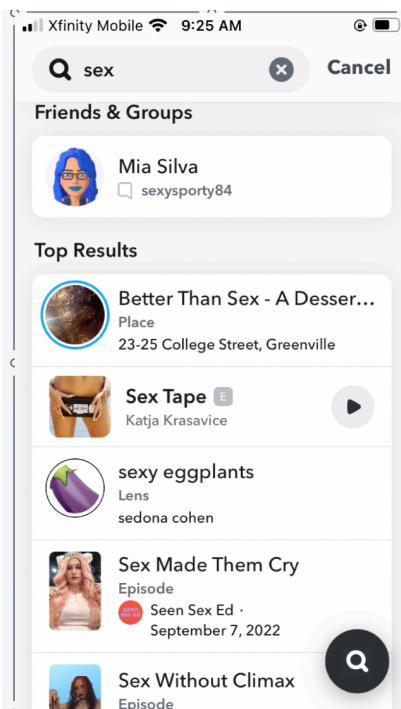 Xfinity Mobile 9:25 AM
sex
Cancel
Friends & Groups
Mia Silva
sexysporty84
Top Results
Better Than Sex - A Desser...
Place
23-25 College Street, Greenville
Sex Tape E
Katja Krasavice
sexy eggplants
Lens
sedona cohen
Sex Made Them Cry
Episode
Seen Sex Ed ·
September 7, 2022
Sex Without Climax
Episode